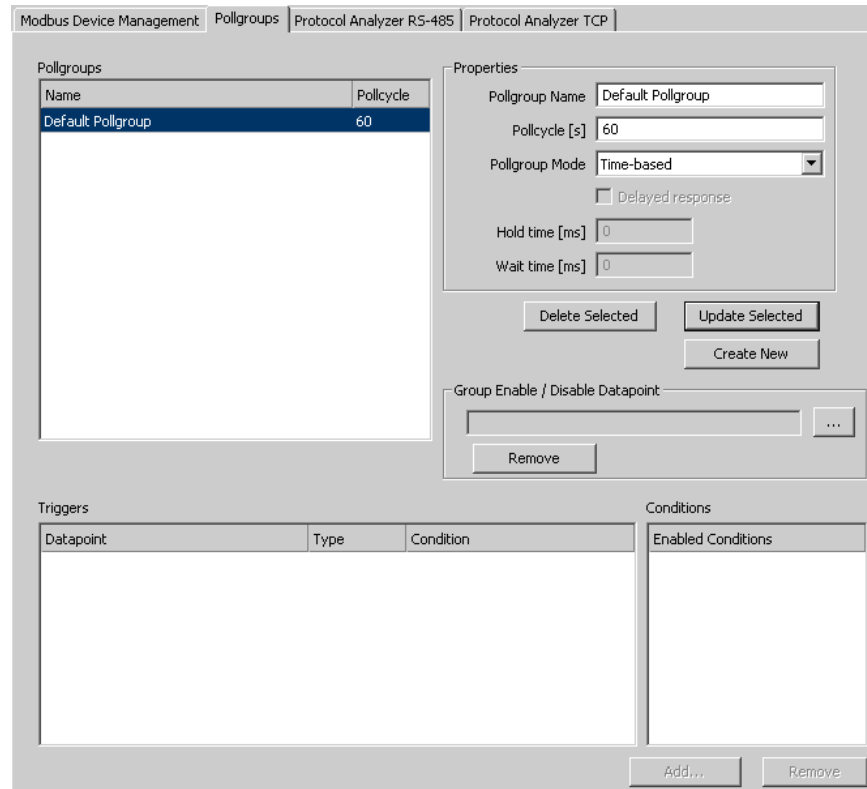 Modbus Device Management Pollgroups Protocol Analyzer RS-485 Protocol Analyzer TCP
Pollgroups
Name Pollcycle
Default Pollgroup 60
Properties
Pollgroup Name Default Pollgroup
Pollcycle [s] 60
Pollgroup Mode Time-based
Delayed response
Hold time [ms] 0
Wait time [ms] 0
Delete Selected Update Selected
Create New
Group Enable / Disable Datapoint
...
Remove
Triggers
Datapoint Type Condition
Conditions
Enabled Conditions
Add... Remove